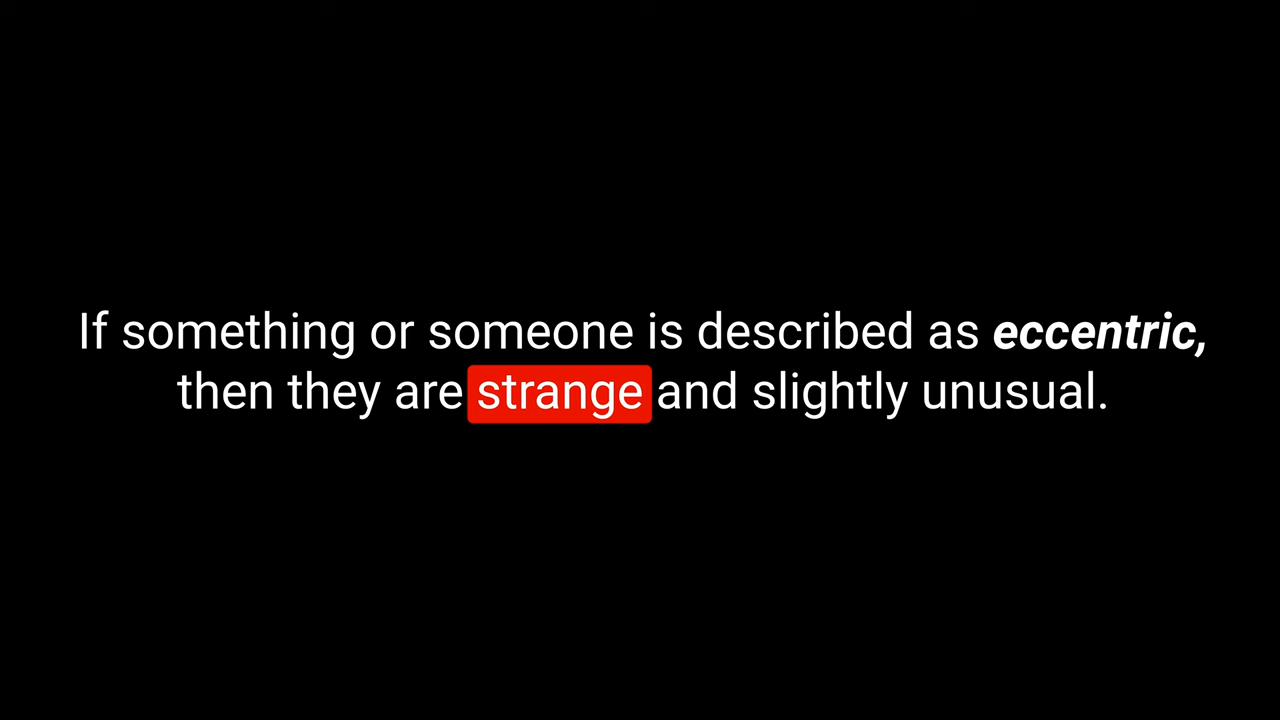 If something or someone is described as eccentric,
then they are strange and slightly unusual.